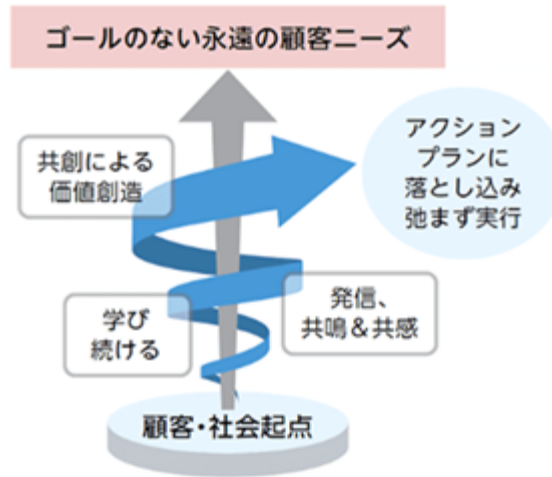 ゴールのない永遠の顧客ニーズ
共創による
価値創造
アクション
プランに
落とし込み
弛まず実行
学び
続ける
発信、
共鳴&共感
顧客・社会起点